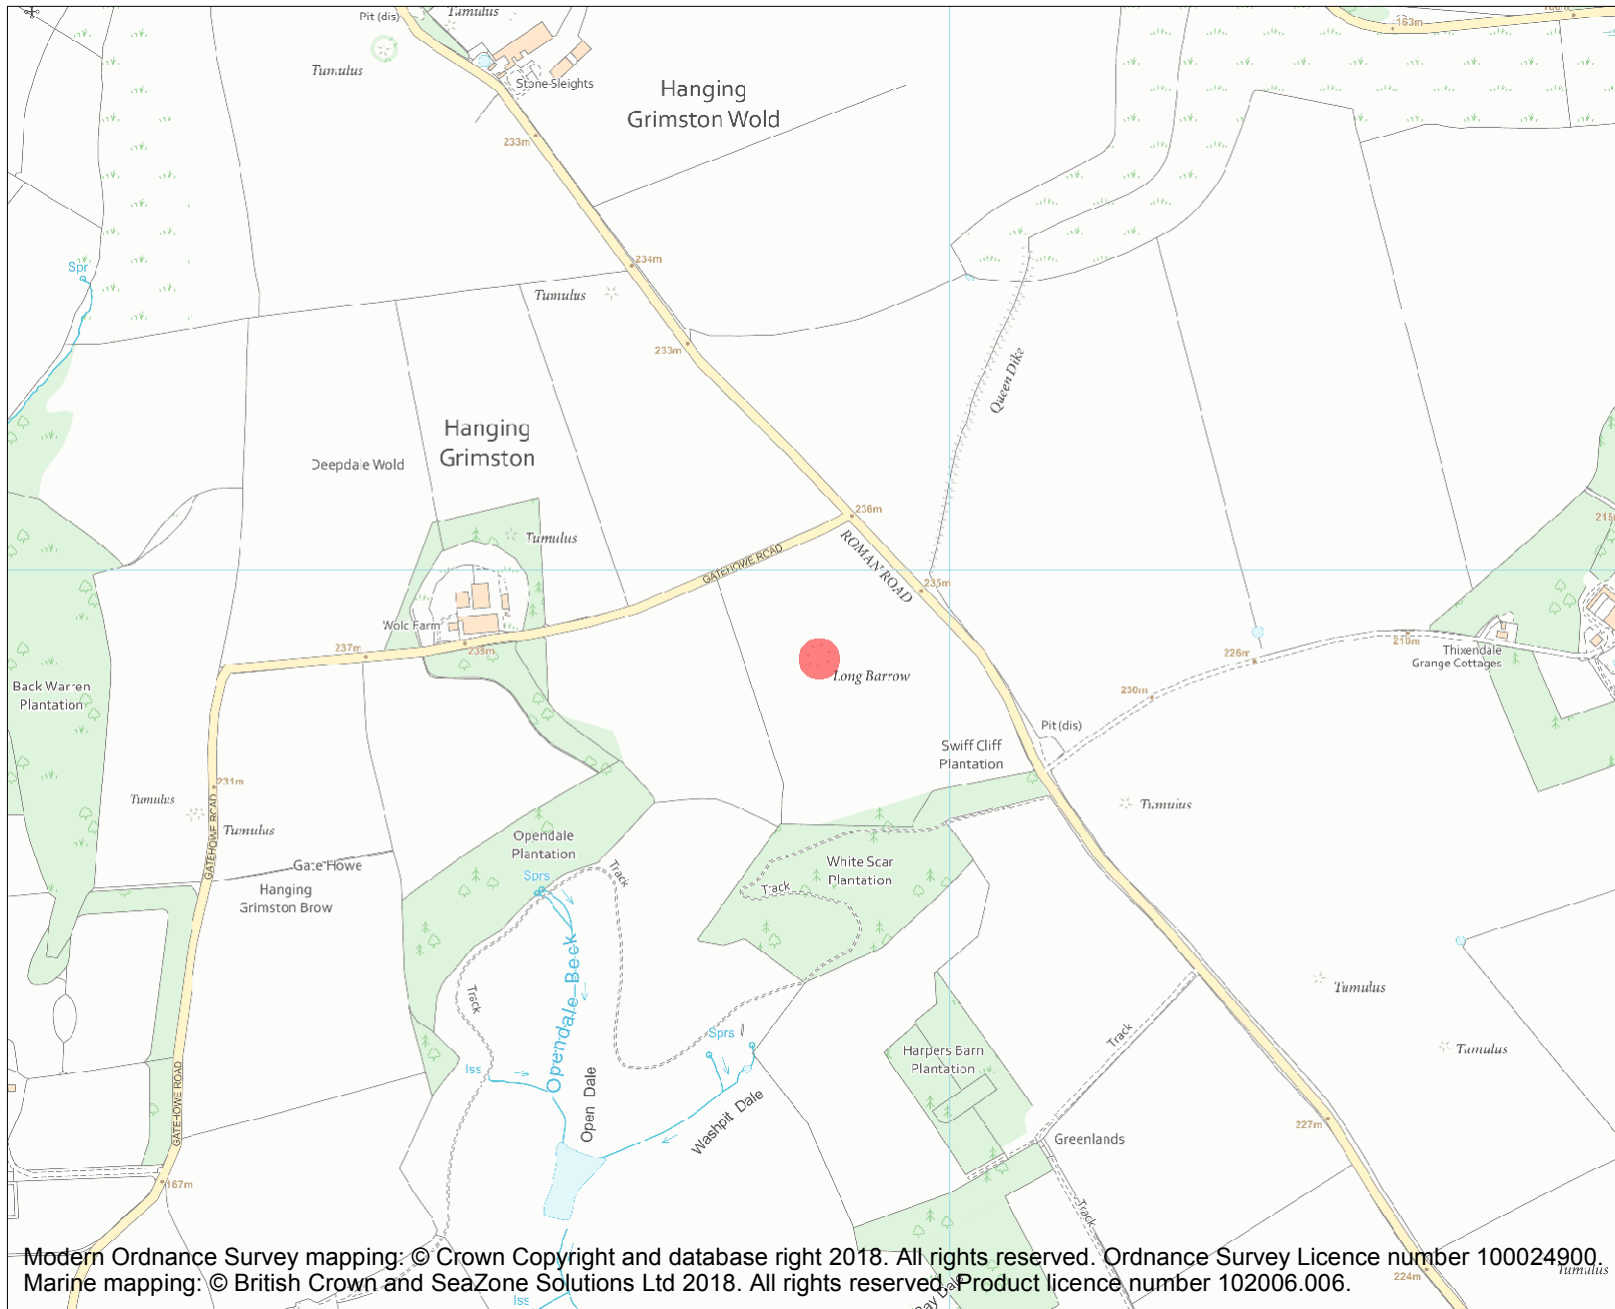 Pit (dis)
Tumulus
163m
Tumulus
Stone Sleights
Hanging
Grimston Wold
233m
234m
Spr
Tumulus
233m
Queen Dike
Hanging
Grimston
Deepdale Wold
236m
215
Tumulus
ROMAN ROAD
GATEHOWE ROAD
235m
Wold Farm
237m
238m
226m
210m
Thixendale
Grange Cottages
Long Barrow
Back Warren
Plantation
230m
Pit (dis)
Swiff Cliff
Plantation
231m
Tumulus
Tumulus
Tumulus
GATEHOWE ROAD
Opendale
Plantation
Gate Howe
Track
White Scar
Plantation
Sprs
Track
Hanging
Grimston Brow
Opendale Beck
Track
Tumulus
Sprs
Track
Harpers Barn
Plantation
Tumulus
Iss
Open Dale
Washpit Dale
GATEHOWE ROAD
227m
Greenlands
167m
Track
Modern Ordnance Survey mapping: © Crown Copyright and database right 2018. All rights reserved. Ordnance Survey Licence number 100024900.
Marine mapping: © British Crown and SeaZone Solutions Ltd 2018. All rights reserved. Product licence number 102006.006.
224m
Tumulus
Iss